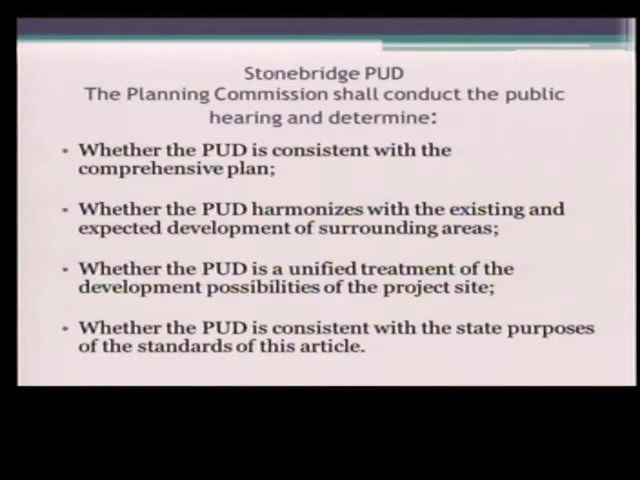 Stonebridge PUD
The Planning Commission shall conduct the public
hearing and determine:
• Whether the PUD is consistent with the
comprehensive plan;
• Whether the PUD harmonizes with the existing and
expected development of surrounding areas;
• Whether the PUD is a unified treatment of the
development possibilities of the project site;
• Whether the PUD is consistent with the state purposes
of the standards of this article.